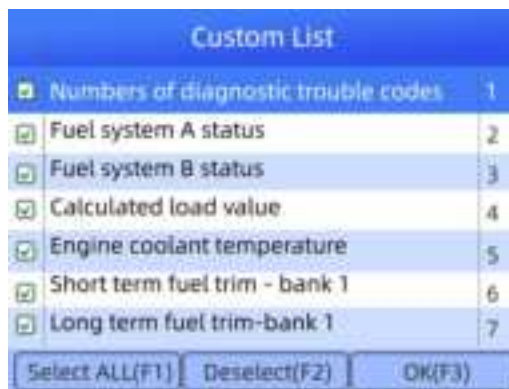 Custom List
Numbers of diagnostic trouble codes 1
Fuel system A status 2
Fuel system B status 3
Calculated load value 4
Engine coolant temperature 5
Short term fuel trim - bank 1 6
Long term fuel trim-bank 1 7
Select ALL(F1) Deselect(F2) OK(F3)